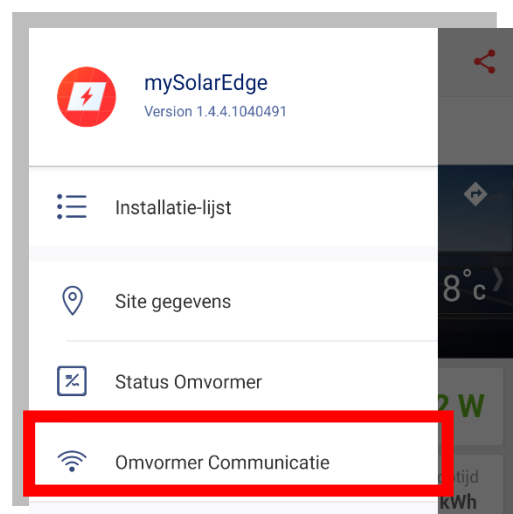 mySolarEdge
Version 1.4.4.1040491
Installatie-lijst
8°c
Site gegevens
Status Omvormer
2 W
Omvormer Communicatie
tijd
kWh